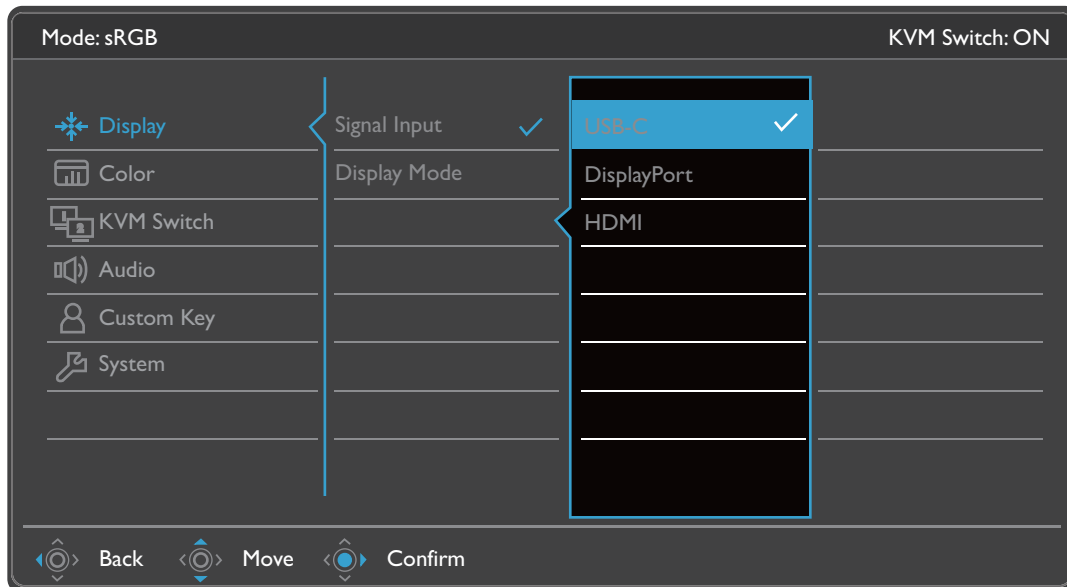 Mode: sRGB KVM Switch: ON
Display Signal Input USB-C
Color Display Mode DisplayPort
KVM Switch HDMI
Audio
Custom Key
System
Back Move Confirm